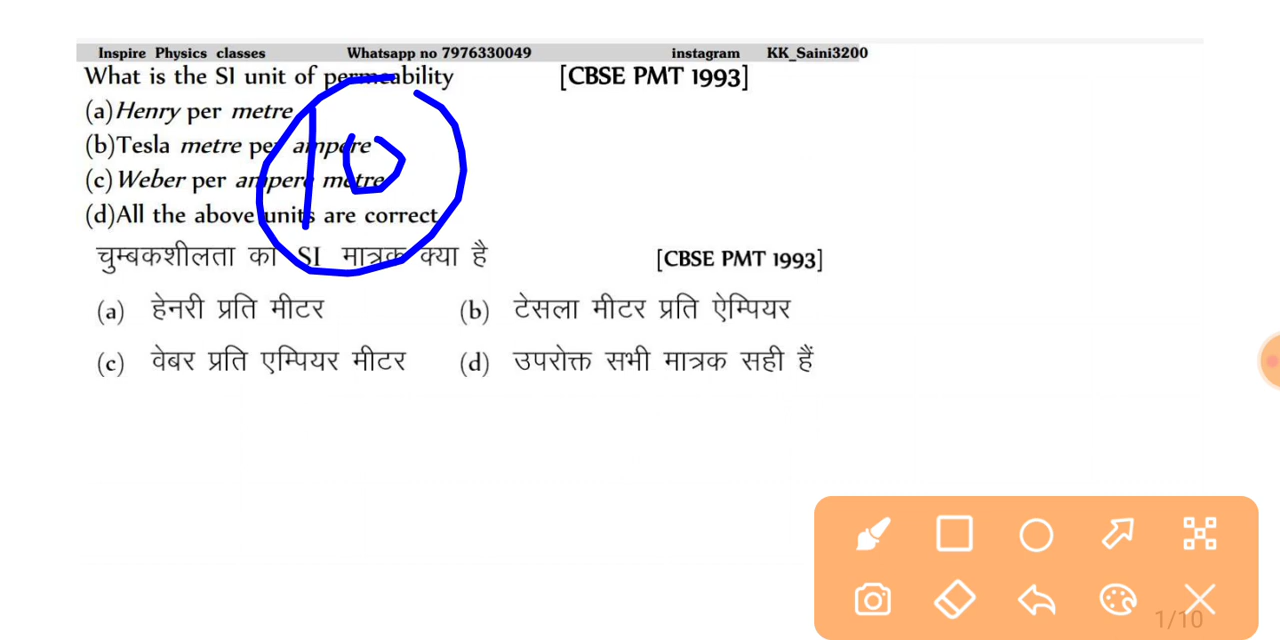 Inspire Physics classes Whatsapp no 7976330049 instagram KK_Saini3200
What is the SI unit of permeability [CBSE PMT 1993]
(a) Henry per metre
(b) Tesla metre per ampere
(c) Weber per ampere metre
(d) All the above units are correct
10
चुम्बकशीलता का SI मात्रक क्या है [CBSE PMT 1993]
(a) हेनरी प्रति मीटर (b) टेसला मीटर प्रति ऐम्पियर
(c) वेबर प्रति एम्पियर मीटर (d) उपरोक्त सभी मात्रक सही हैं
1/10